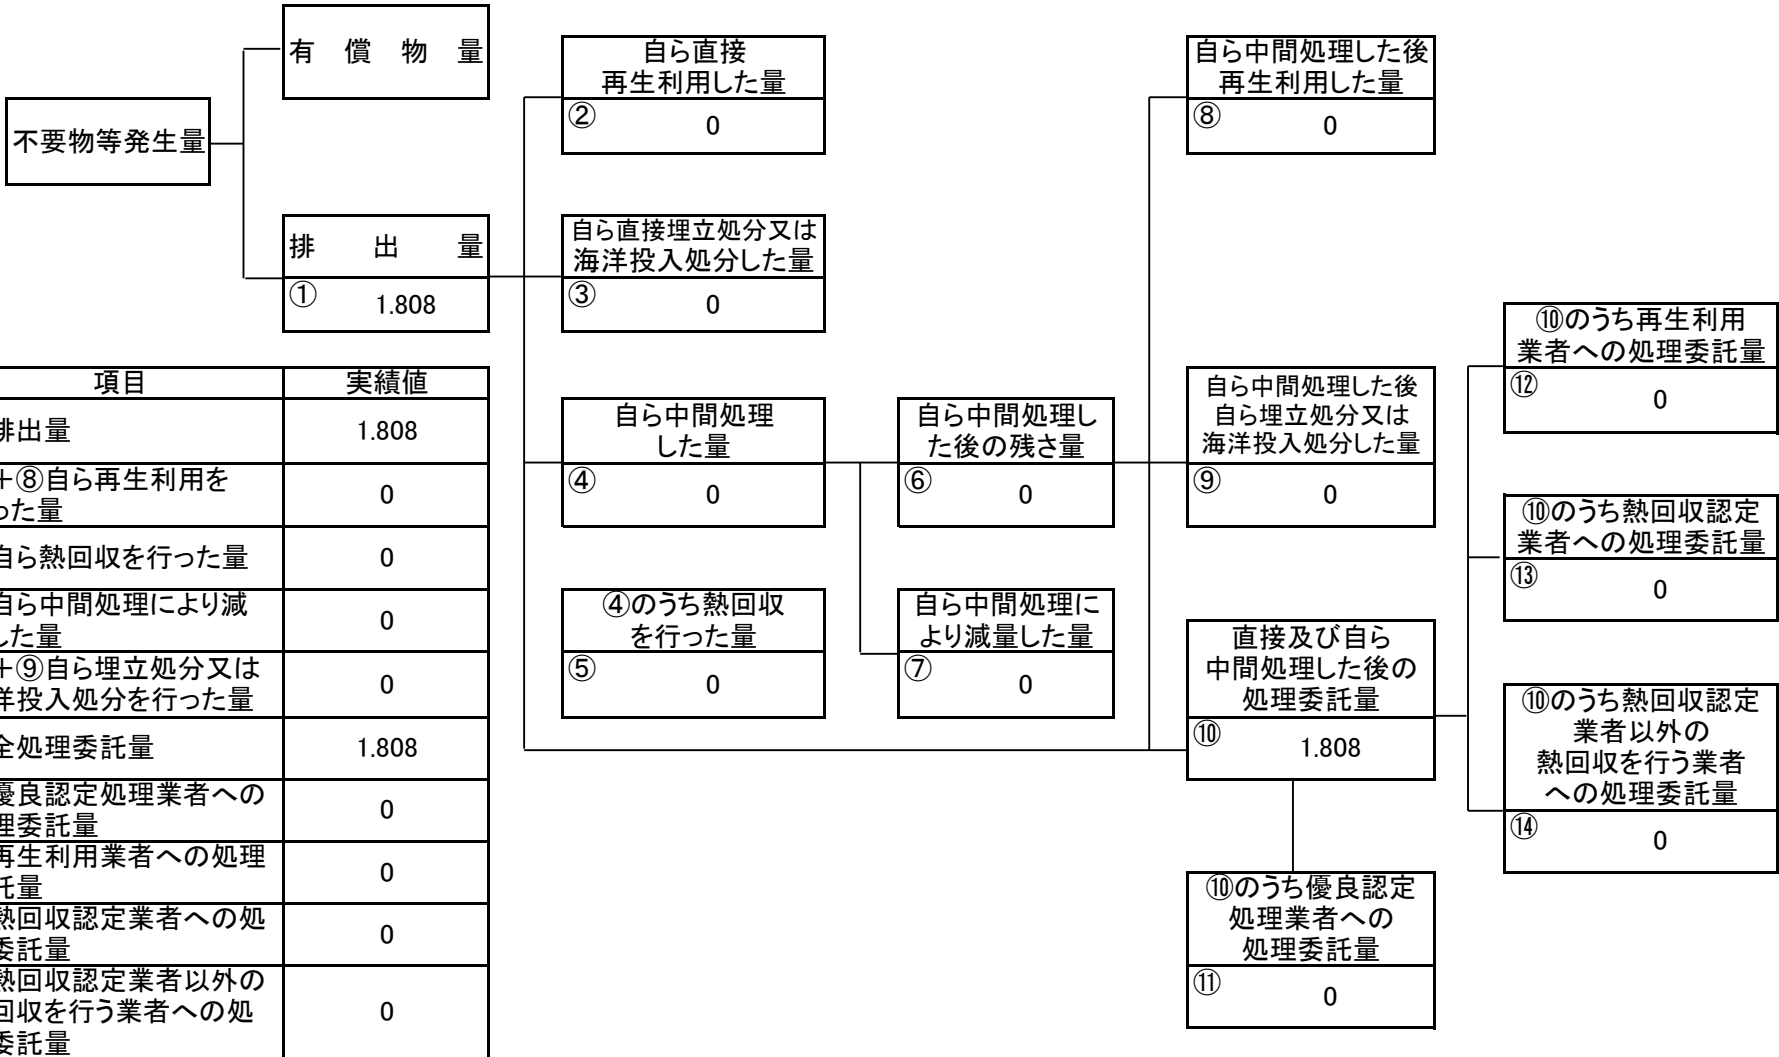 有 償 物 量
不要物等発生量
排 出 量
① 1.808
自ら直接
再生利用した量
② 0
自ら直接埋立処分又は
海洋投入処分した量
③ 0
自ら中間処理
した量
④ 0
④のうち熱回収
を行った量
⑤ 0
自ら中間処理し
た後の残さ量
⑥ 0
自ら中間処理に
より減量した量
⑦ 0
自ら中間処理した後
再生利用した量
⑧ 0
自ら中間処理した後
自ら埋立処分又は
海洋投入処分した量
⑨ 0
直接及び自ら
中間処理した後の
処理委託量
⑩ 1.808
⑩のうち優良認定
処理業者への
処理委託量
⑪ 0
⑩のうち再生利用
業者への処理委託量
⑫ 0
⑩のうち熱回収認定
業者への処理委託量
⑬ 0
⑩のうち熱回収認定
業者以外の
熱回収を行う業者
への処理委託量
⑭ 0
項目 実績値
排出量 1.808
+⑧自ら再生利用を
った量 0
自ら熱回収を行った量 0
自ら中間処理により減
した量 0
+⑨自ら埋立処分又は
洋投入処分を行った量 0
全処理委託量 1.808
優良認定処理業者への
理委託量 0
再生利用業者への処理
託量 0
熱回収認定業者への処
委託量 0
熱回収認定業者以外の
回収を行う業者への処
委託量 0